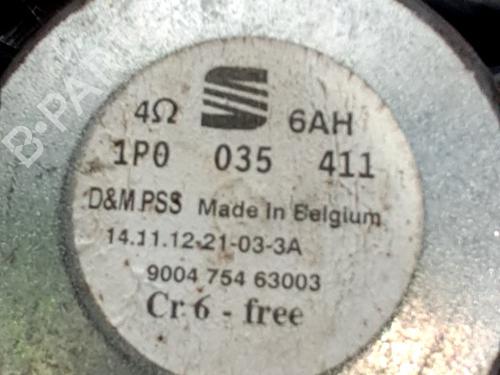 4Ω 6AH
1P0 035 411
D&M PSS Made In Belgium
14.11.12-21-03-3A
9004 754 63003
Cr 6 - free
B-PARTS